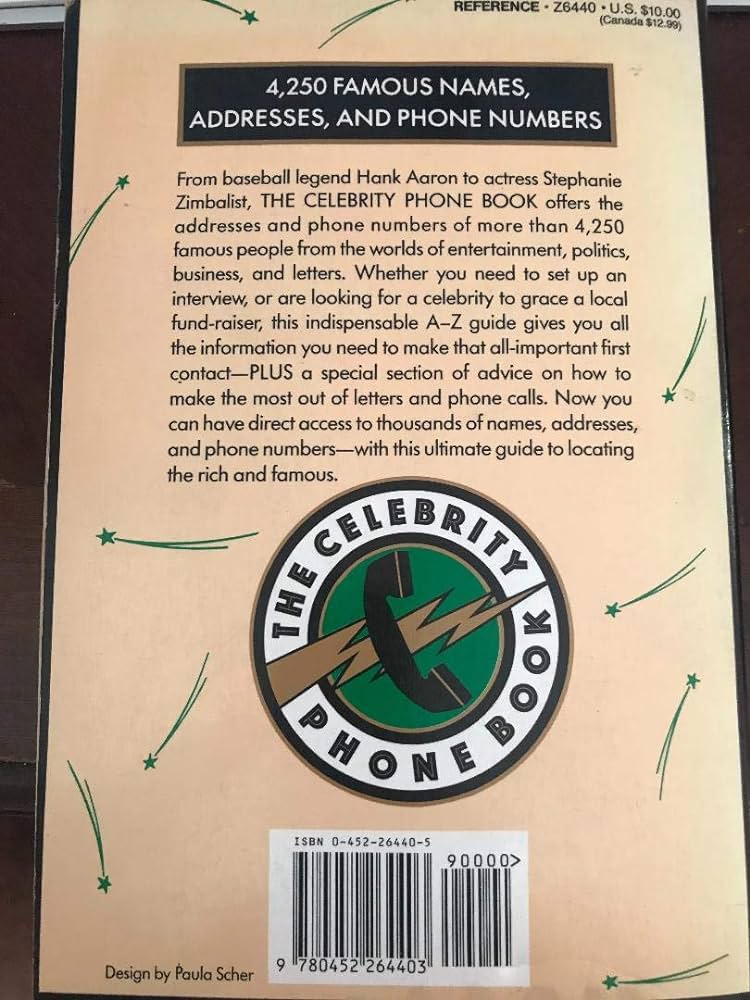 REFERENCE • Z6440 • U.S. $10.00
(Canada $12.99)
4,250 FAMOUS NAMES,
ADDRESSES, AND PHONE NUMBERS
From baseball legend Hank Aaron to actress Stephanie
Zimbalist, THE CELEBRITY PHONE BOOK offers the
addresses and phone numbers of more than 4,250
famous people from the worlds of entertainment, politics,
business, and letters. Whether you need to set up an
interview, or are looking for a celebrity to grace a local
fund-raiser, this indispensable A–Z guide gives you all
the information you need to make that all-important first
contact—PLUS a special section of advice on how to
make the most out of letters and phone calls. Now you
can have direct access to thousands of names, addresses,
and phone numbers—with this ultimate guide to locating
the rich and famous.
THE CELEBRITY
PHONE BOOK
ISBN 0-452-26440-5
90000>
9 780452 264403
Design by Paula Scher